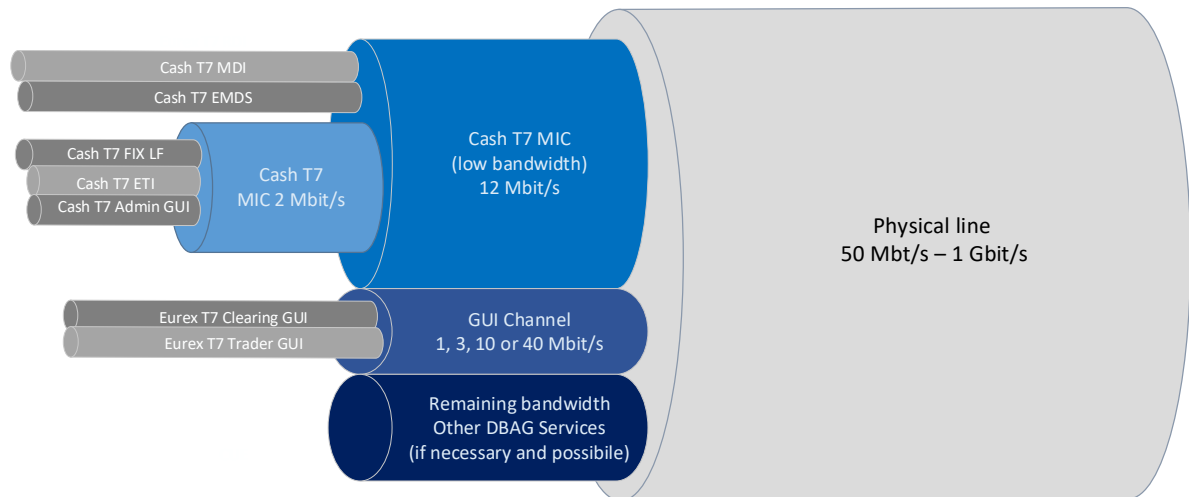 Cash T7 MDI
Cash T7 EMDS
Cash T7 FIX LF
Cash T7 ETI
Cash T7 Admin GUI
Cash T7
MIC 2 Mbit/s
Cash T7 MIC
(low bandwidth)
12 Mbit/s
Eurex T7 Clearing GUI
Eurex T7 Trader GUI
GUI Channel
1, 3, 10 or 40 Mbit/s
Remaining bandwidth
Other DBAG Services
(if necessary and possibile)
Physical line
50 Mbt/s – 1 Gbit/s